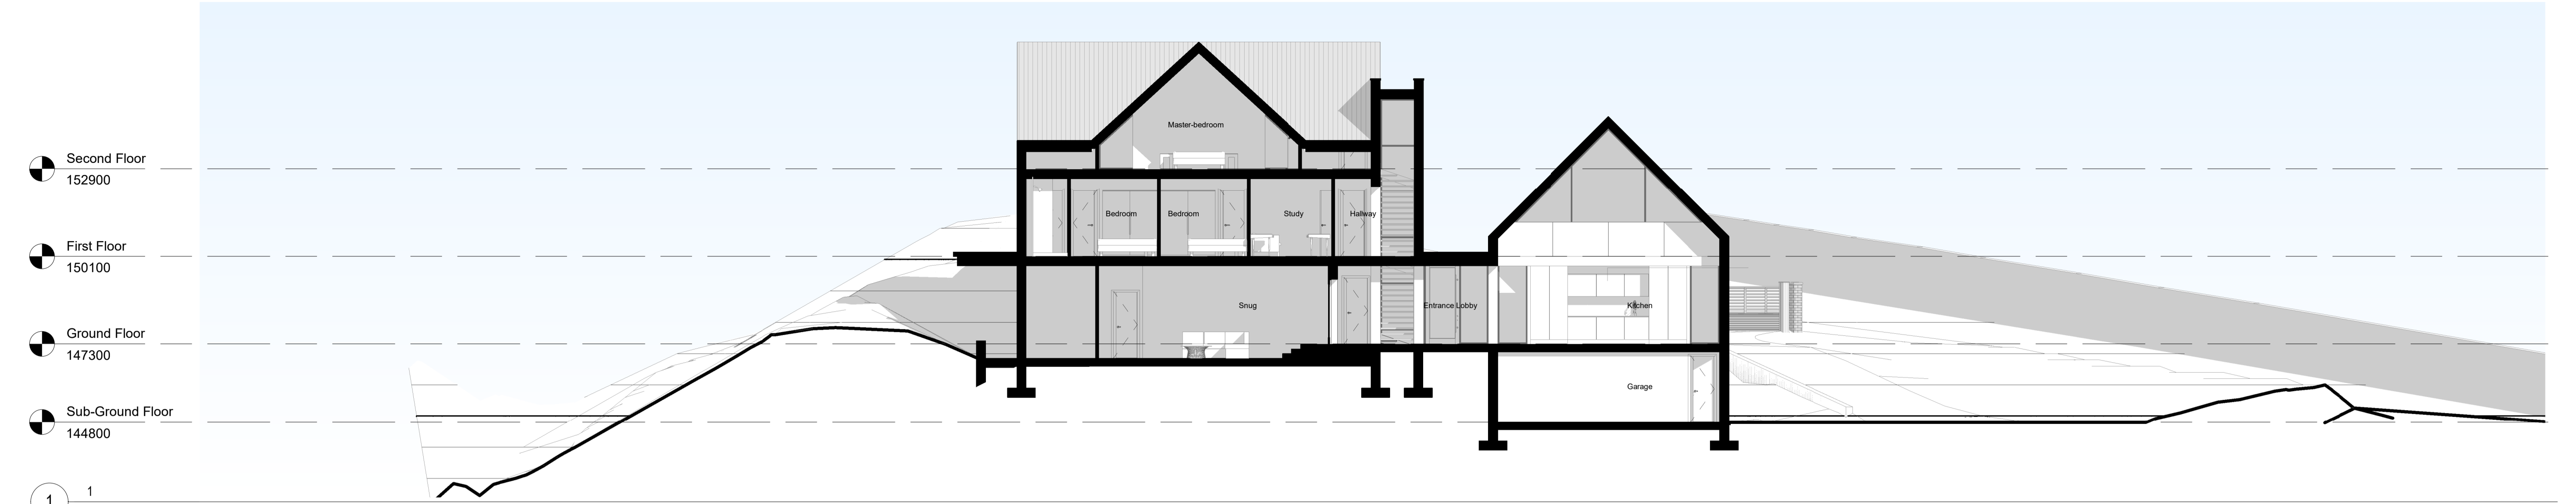 Master-bedroom
Second Floor
152900
Bedroom
Bedroom
Study
Hallway
First Floor
150100
Snug
Entrance Lobby
Kitchen
Ground Floor
147300
Garage
Sub-Ground Floor
144800
1
1